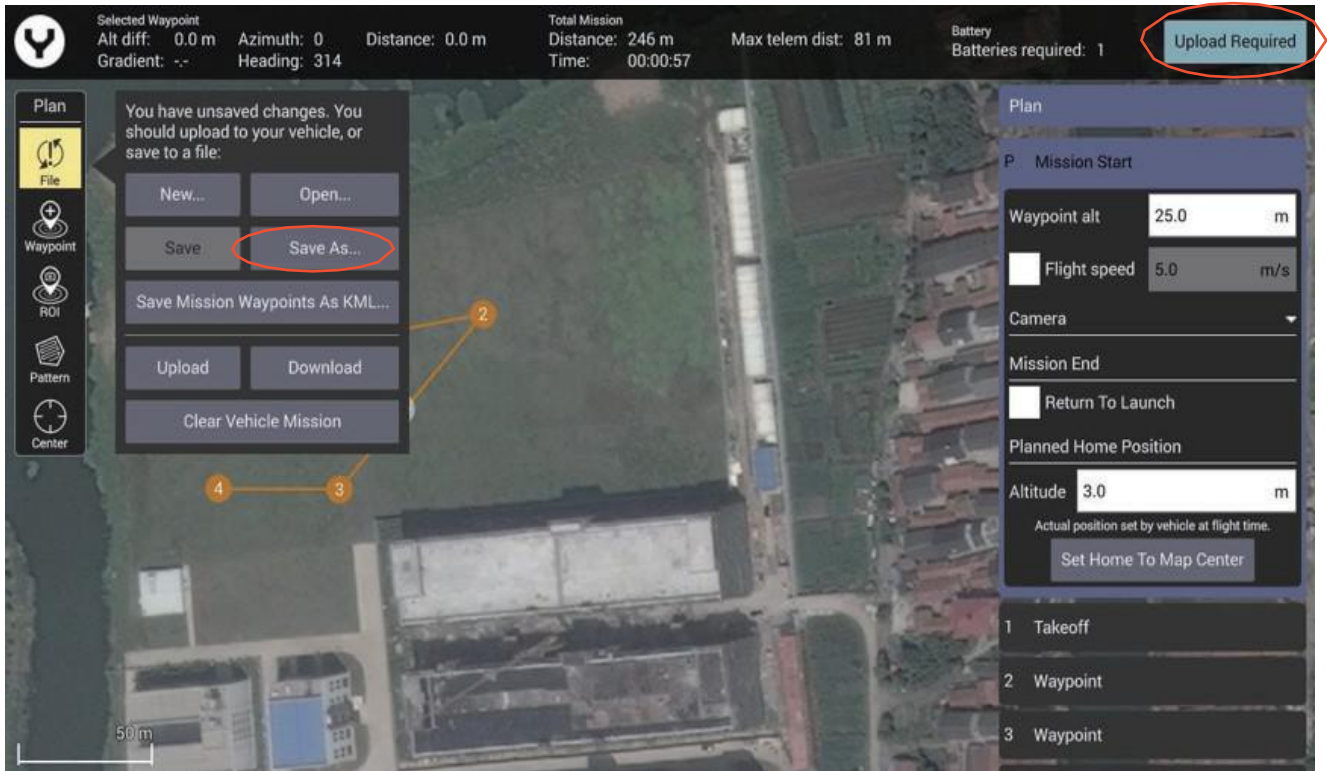 Selected Waypoint
Alt diff: 0.0 m Azimuth: 0 Distance: 0.0 m
Gradient: -.- Heading: 314
Total Mission
Distance: 246 m Max telem dist: 81 m
Time: 00:00:57
Battery
Batteries required: 1
Upload Required
Plan
File
Waypoint
ROI
Pattern
Center
You have unsaved changes. You
should upload to your vehicle, or
save to a file:
New... Open...
Save Save As...
Save Mission Waypoints As KML...
Upload Download
Clear Vehicle Mission
2
4 3
50 m
Plan
P Mission Start
Waypoint alt 25.0 m
Flight speed 5.0 m/s
Camera
Mission End
Return To Launch
Planned Home Position
Altitude 3.0 m
Actual position set by vehicle at flight time.
Set Home To Map Center
1 Takeoff
2 Waypoint
3 Waypoint